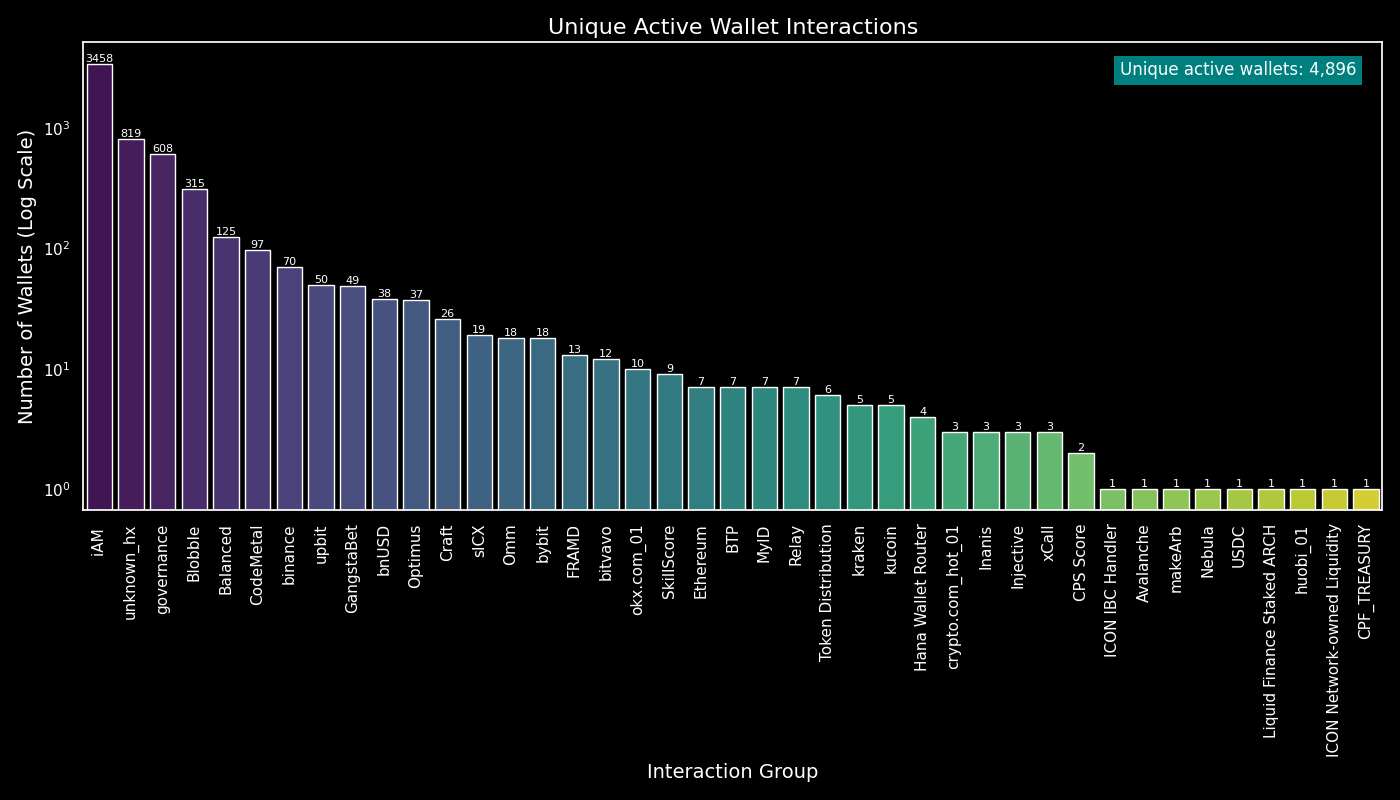 Unique Active Wallet Interactions
Unique active wallets: 4,896
Number of Wallets (Log Scale)
10³
10²
10¹
10⁰
3458
819
608
315
125
97
70
50
49
38
37
26
19
18
18
13
12
10
9
7
7
7
7
6
5
5
4
3
3
3
3
2
1
1
1
1
1
1
1
1
1
iAM
unknown_hx
governance
Blobble
Balanced
CodeMetal
binance
upbit
GangstaBet
bnUSD
Optimus
Craft
sICX
Omm
bybit
FRAMD
bitvavo
okx.com_01
SkillScore
Ethereum
BTP
MyID
Relay
Token Distribution
kraken
kucoin
Hana Wallet Router
crypto.com_hot_01
Inanis
Injective
xCall
CPS Score
ICON IBC Handler
Avalanche
makeArb
Nebula
USDC
Liquid Finance Staked ARCH
huobi_01
ICON Network-owned Liquidity
CPF_TREASURY
Interaction Group